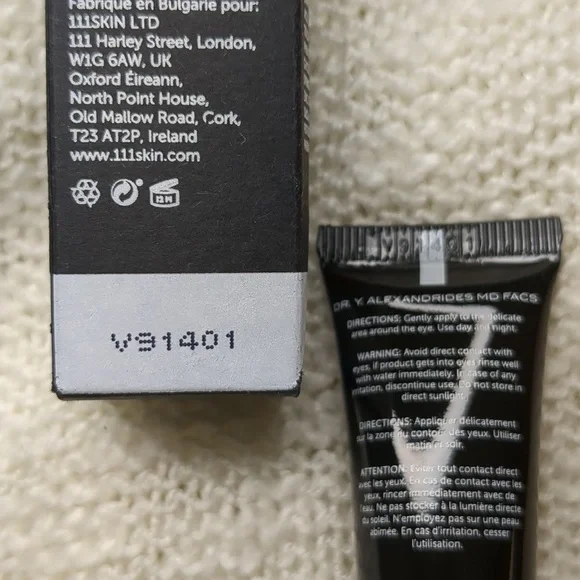 Fabriqué en Bulgarie pour:
111SKIN LTD
111 Harley Street, London,
W1G 6AW, UK
Oxford Éireann,
North Point House,
Old Mallow Road, Cork,
T23 AT2P, Ireland
www.111skin.com
12M
V91401
V91401
DR. Y. ALEXANDRIDES MD FACS
DIRECTIONS: Gently apply to the delicate
area around the eye. Use day and night.
WARNING: Avoid direct contact with
eyes, if product gets into eyes rinse well
with water immediately. In case of any
irritation, discontinue use. Do not store in
direct sunlight.
DIRECTIONS: Appliquer délicatement
sur la zone du contour des yeux. Utiliser
matin et soir.
ATTENTION: Eviter tout contact direct
avec les yeux. En cas de contact avec les
yeux, rincer immédiatement avec de
l'eau. Ne pas stocker à la lumière directe
du soleil. N'employez pas sur une peau
abîmée. En cas d'irritation, cesser
l'utilisation.